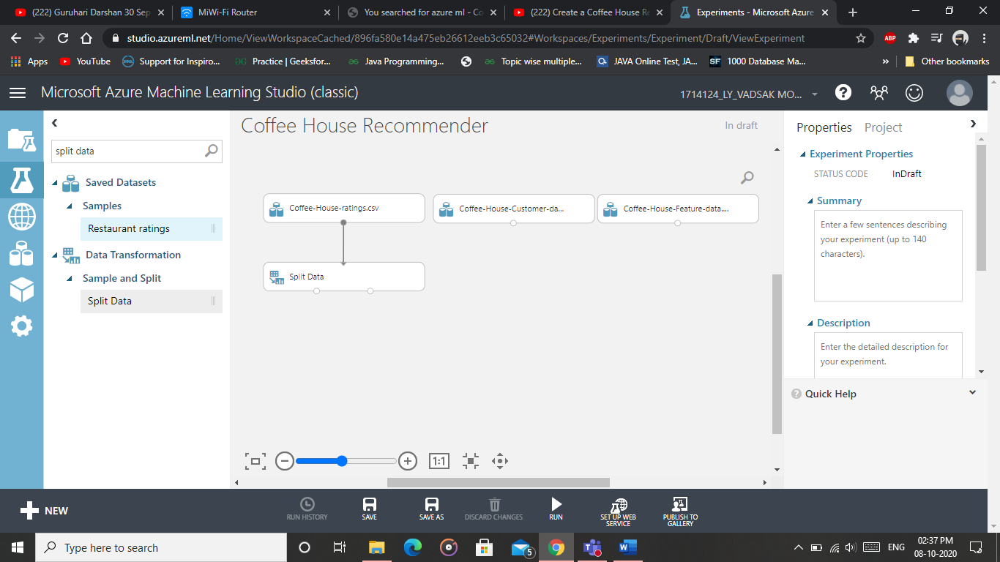 (222) Guruhari Darshan 30 Sep
MiWi-Fi Router
You searched for azure ml - Co
(222) Create a Coffee House Re
Experiments - Microsoft Azure
studio.azureml.net/Home/ViewWorkspaceCached/896fa580e14a475eb26612eeb3c65032#Workspaces/Experiments/Experiment/Draft/ViewExperiment
ABP
Apps
YouTube
Support for Inspiro...
Practice | Geeksfor...
Java Programming...
Topic wise multiple...
JAVA Online Test, JA...
SF
1000 Database Ma...
»
Other bookmarks
Microsoft Azure Machine Learning Studio (classic)
1714124_LY_VADSAK MO...
?
split data
Saved Datasets
Samples
Restaurant ratings
Data Transformation
Sample and Split
Split Data
Coffee House Recommender
In draft
Coffee-House-ratings.csv
Coffee-House-Customer-da...
Coffee-House-Feature-data....
Split Data
1:1
Properties
Project
Experiment Properties
STATUS CODE
InDraft
Summary
Enter a few sentences describing
your experiment (up to 140
characters).
Description
Enter the detailed description for
your experiment.
?
Quick Help
NEW
RUN HISTORY
SAVE
SAVE AS
DISCARD CHANGES
RUN
SET UP WEB
SERVICE
PUBLISH TO
GALLERY
Type here to search
5
ENG
02:37 PM
08-10-2020